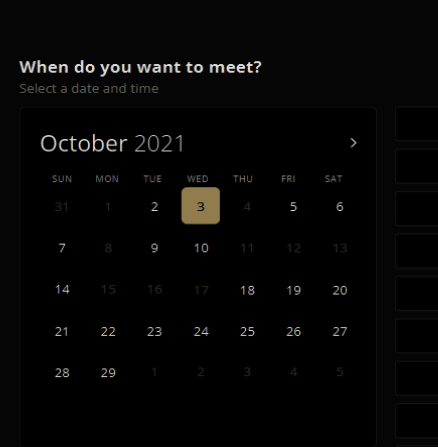 When do you want to meet?
Select a date and time
October 2021
SUN MON TUE WED THU FRI SAT
31 1 2 3 4 5 6
7 8 9 10 11 12 13
14 15 16 17 18 19 20
21 22 23 24 25 26 27
28 29 1 2 3 4 5